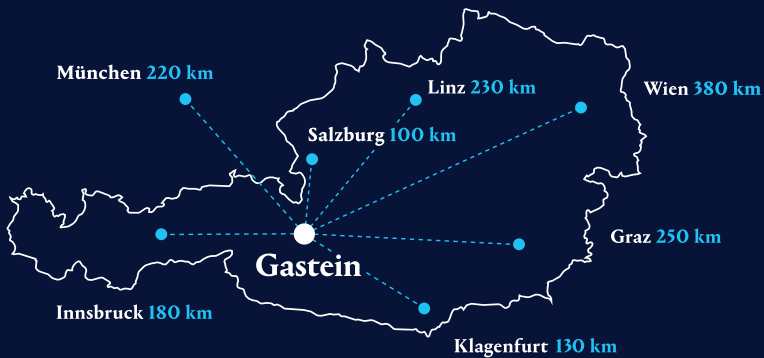 München 220 km
Linz 230 km
Wien 380 km
Salzburg 100 km
Graz 250 km
Gastein
Innsbruck 180 km
Klagenfurt 130 km